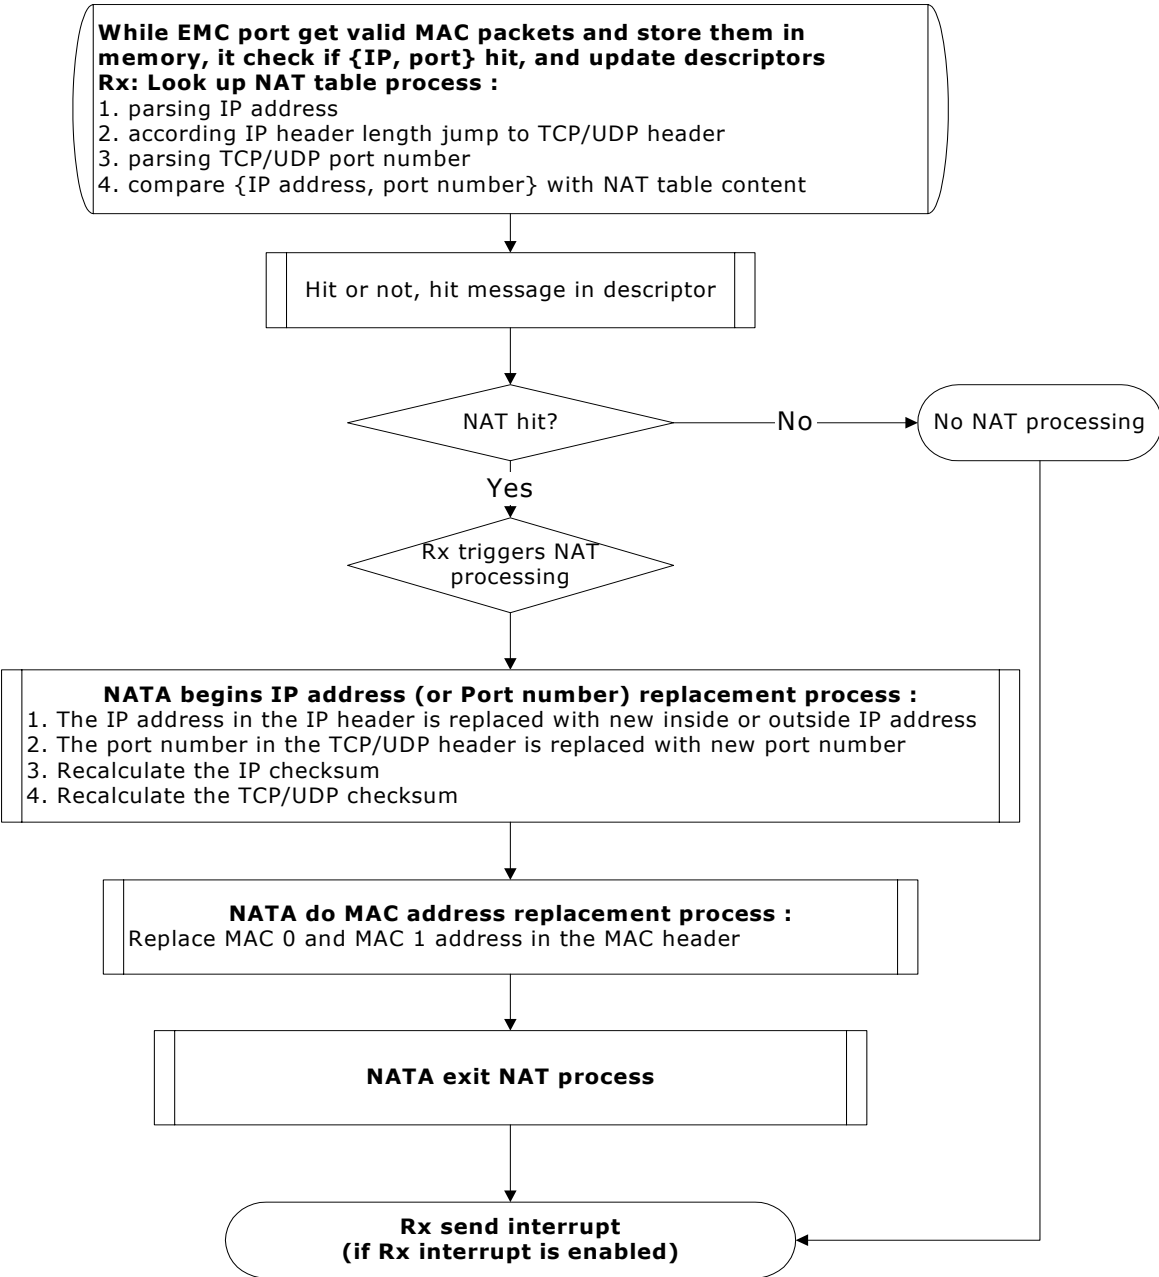 While EMC port get valid MAC packets and store them in
memory, it check if {IP, port} hit, and update descriptors
Rx: Look up NAT table process :
1. parsing IP address
2. according IP header length jump to TCP/UDP header
3. parsing TCP/UDP port number
4. compare {IP address, port number} with NAT table content
Hit or not, hit message in descriptor
NAT hit?
No
No NAT processing
Yes
Rx triggers NAT
processing
NATA begins IP address (or Port number) replacement process :
1. The IP address in the IP header is replaced with new inside or outside IP address
2. The port number in the TCP/UDP header is replaced with new port number
3. Recalculate the IP checksum
4. Recalculate the TCP/UDP checksum
NATA do MAC address replacement process :
Replace MAC 0 and MAC 1 address in the MAC header
NATA exit NAT process
Rx send interrupt
(if Rx interrupt is enabled)